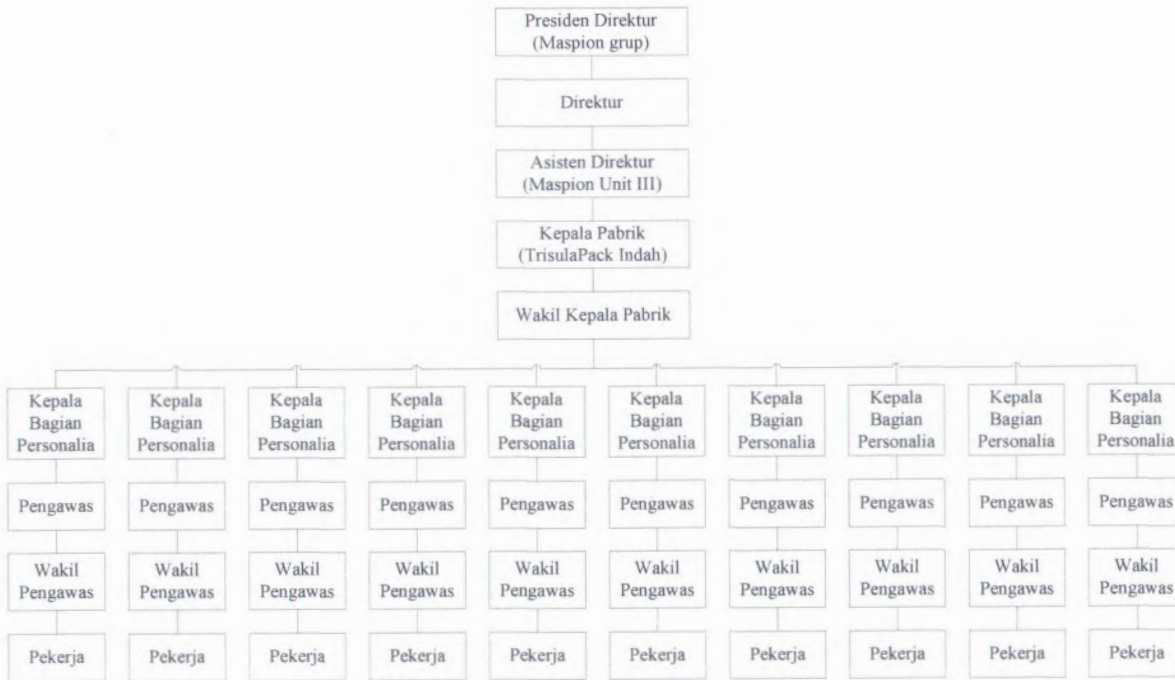 Presiden Direktur
(Maspion grup)
Direktur
Asisten Direktur
(Maspion Unit III)
Kepala Pabrik
(TrisulaPack Indah)
Wakil Kepala Pabrik
Kepala
Bagian
Personalia
Kepala
Bagian
Personalia
Kepala
Bagian
Personalia
Kepala
Bagian
Personalia
Kepala
Bagian
Personalia
Kepala
Bagian
Personalia
Kepala
Bagian
Personalia
Kepala
Bagian
Personalia
Kepala
Bagian
Personalia
Kepala
Bagian
Personalia
Pengawas
Pengawas
Pengawas
Pengawas
Pengawas
Pengawas
Pengawas
Pengawas
Pengawas
Pengawas
Wakil
Pengawas
Wakil
Pengawas
Wakil
Pengawas
Wakil
Pengawas
Wakil
Pengawas
Wakil
Pengawas
Wakil
Pengawas
Wakil
Pengawas
Wakil
Pengawas
Wakil
Pengawas
Pekerja
Pekerja
Pekerja
Pekerja
Pekerja
Pekerja
Pekerja
Pekerja
Pekerja
Pekerja